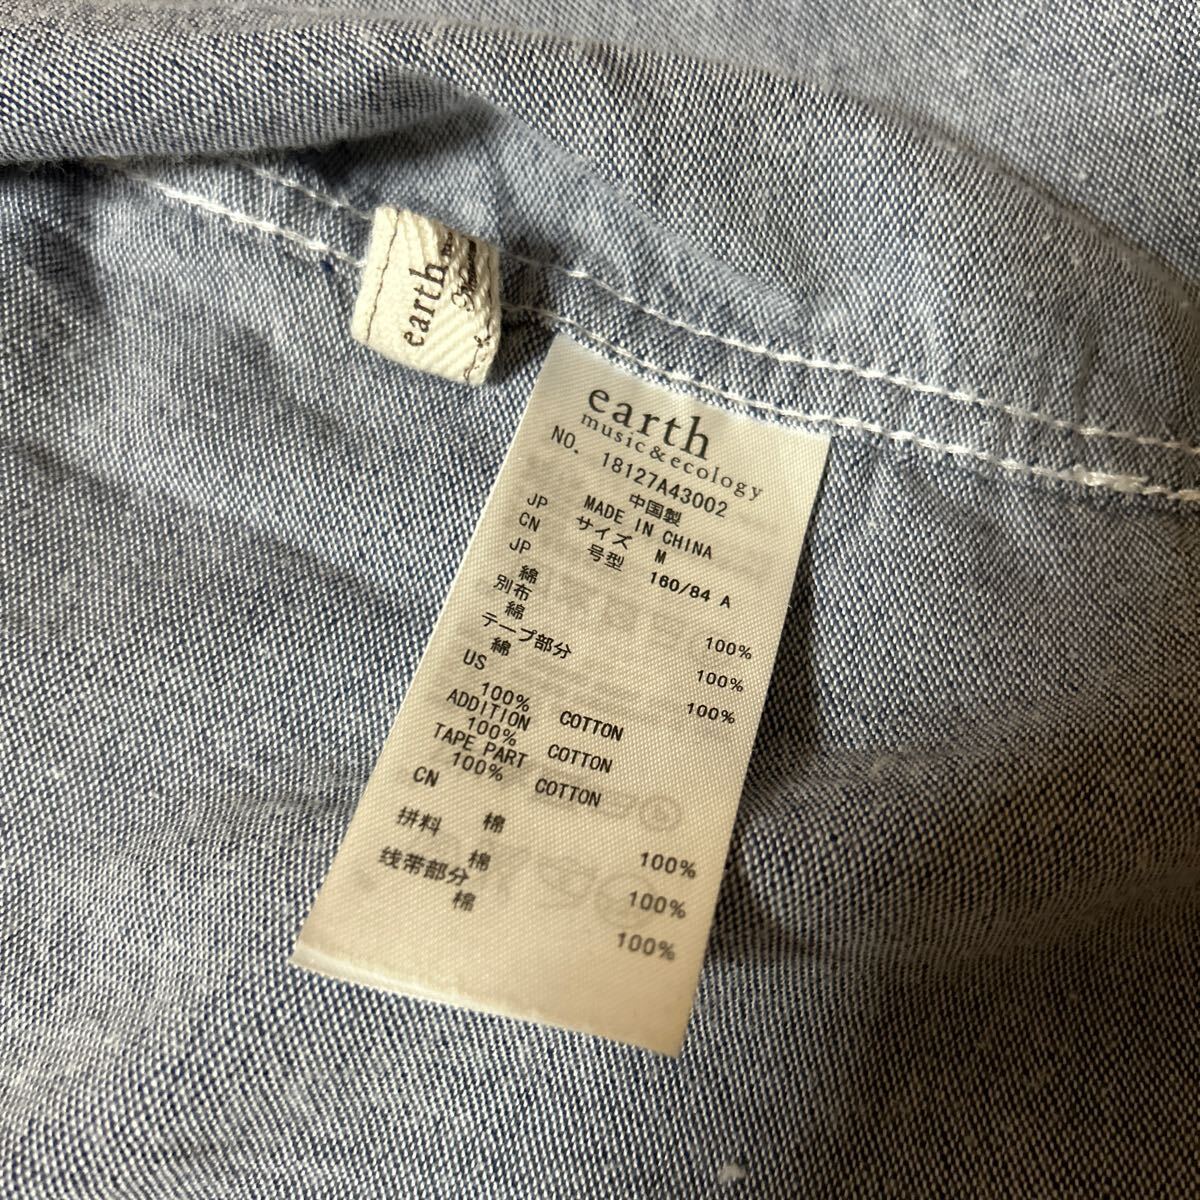 earth
earth
music&ecology
NO. 18127A43002
中国製
MADE IN CHINA
JP サイズ M
CN 号型 160/84 A
JP
綿 100%
別布
綿 100%
テープ部分
綿 100%
US
100% COTTON
ADDITION
100% COTTON
TAPE PART
100% COTTON
CN
棉 100%
拼料
棉 100%
线带部分
棉 100%